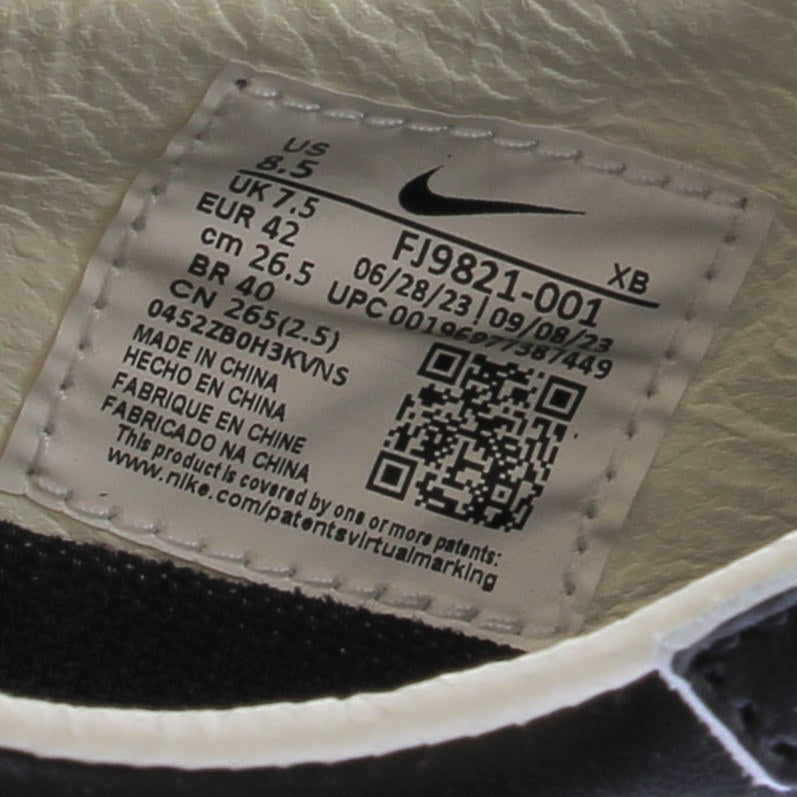 US
8.5
UK 7.5
EUR 42
cm 26.5
BR 40
CN 265(2.5)
0452ZB0H3KVNS
MADE IN CHINA
HECHO EN CHINA
FABRIQUE EN CHINE
FABRICADO NA CHINA
This product is covered by one or more patents:
www.nike.com/patentsvirtualmarking
XB
FJ9821-001
06/28/23 | 09/08/23
UPC 00196977387449